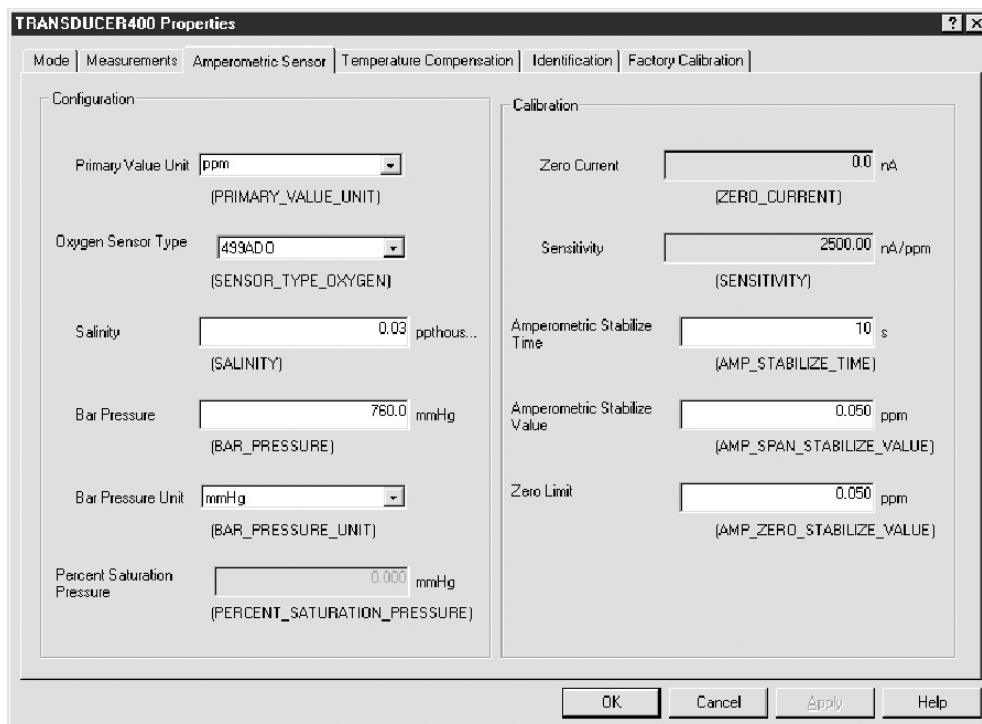 TRANSDUCER400 Properties
Mode Measurements Amperometric Sensor Temperature Compensation Identification Factory Calibration
Configuration
Primary Value Unit ppm
(PRIMARY_VALUE_UNIT)
Oxygen Sensor Type 499ADO
(SENSOR_TYPE_OXYGEN)
Salinity 0.03 ppthous...
(SALINITY)
Bar Pressure 760.0 mmHg
(BAR_PRESSURE)
Bar Pressure Unit mmHg
(BAR_PRESSURE_UNIT)
Percent Saturation
Pressure
0.000 mmHg
(PERCENT_SATURATION_PRESSURE)
Calibration
Zero Current 0.0 nA
(ZERO_CURRENT)
Sensitivity 2500.00 nA/ppm
(SENSITIVITY)
Amperometric Stabilize
Time
10 s
(AMP_STABILIZE_TIME)
Amperometric Stabilize
Value
0.050 ppm
(AMP_SPAN_STABILIZE_VALUE)
Zero Limit 0.050 ppm
(AMP_ZERO_STABILIZE_VALUE)
OK Cancel Apply Help